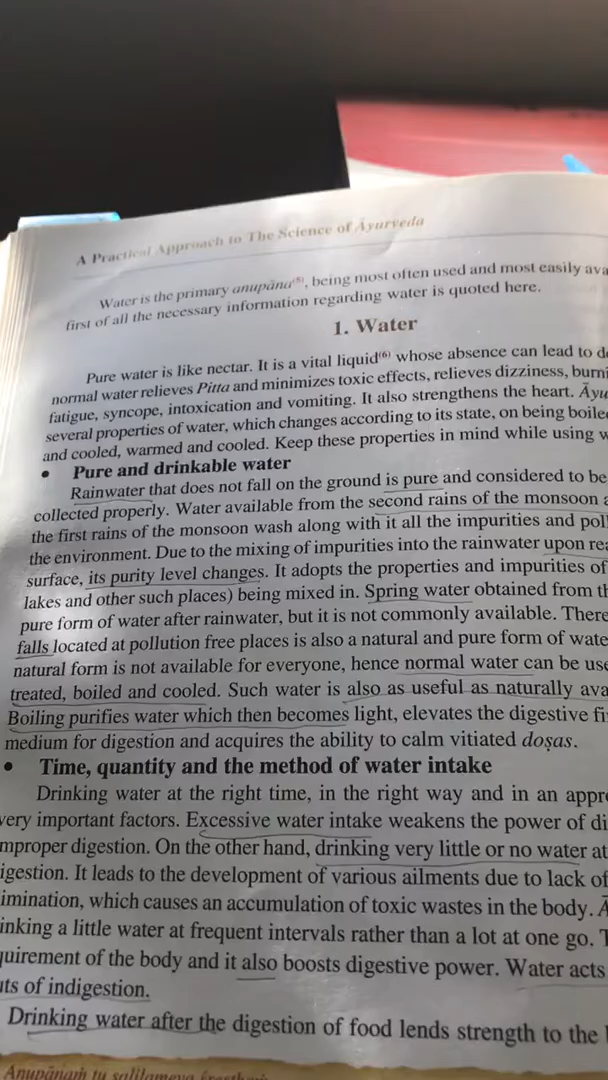 A Practical Approach to The Science of Āyurveda
Water is the primary anupāna⁽⁵⁾, being most often used and most easily ava
first of all the necessary information regarding water is quoted here.
1. Water
Pure water is like nectar. It is a vital liquid⁽⁶⁾ whose absence can lead to de
normal water relieves Pitta and minimizes toxic effects, relieves dizziness, burni
fatigue, syncope, intoxication and vomiting. It also strengthens the heart. Āyu
several properties of water, which changes according to its state, on being boile
and cooled, warmed and cooled. Keep these properties in mind while using w
• Pure and drinkable water
Rainwater that does not fall on the ground is pure and considered to be
collected properly. Water available from the second rains of the monsoon a
the first rains of the monsoon wash along with it all the impurities and poll
the environment. Due to the mixing of impurities into the rainwater upon rea
surface, its purity level changes. It adopts the properties and impurities of
lakes and other such places) being mixed in. Spring water obtained from th
pure form of water after rainwater, but it is not commonly available. There
falls located at pollution free places is also a natural and pure form of wate
natural form is not available for everyone, hence normal water can be use
treated, boiled and cooled. Such water is also as useful as naturally ava
Boiling purifies water which then becomes light, elevates the digestive fi
medium for digestion and acquires the ability to calm vitiated doṣas.
• Time, quantity and the method of water intake
Drinking water at the right time, in the right way and in an appro
very important factors. Excessive water intake weakens the power of di
mproper digestion. On the other hand, drinking very little or no water at
igestion. It leads to the development of various ailments due to lack of
imination, which causes an accumulation of toxic wastes in the body. Ā
inking a little water at frequent intervals rather than a lot at one go. T
quirement of the body and it also boosts digestive power. Water acts
nts of indigestion.
Drinking water after the digestion of food lends strength to the
Anupānaṁ tu salilameva